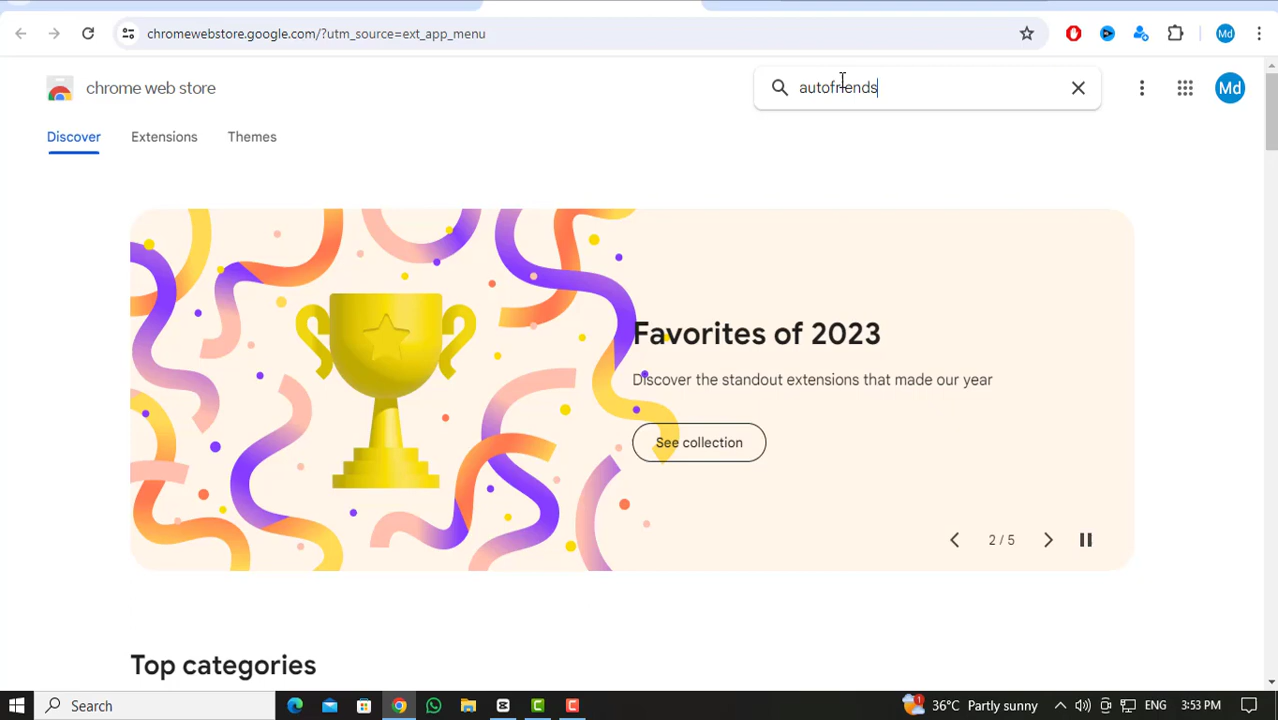 chromewebstore.google.com/?utm_source=ext_app_menu
Md
chrome web store
autofriends
Md
Discover
Extensions
Themes
Favorites of 2023
Discover the standout extensions that made our year
See collection
2 / 5
Top categories
Search
1
36°C Partly sunny
ENG
3:53 PM